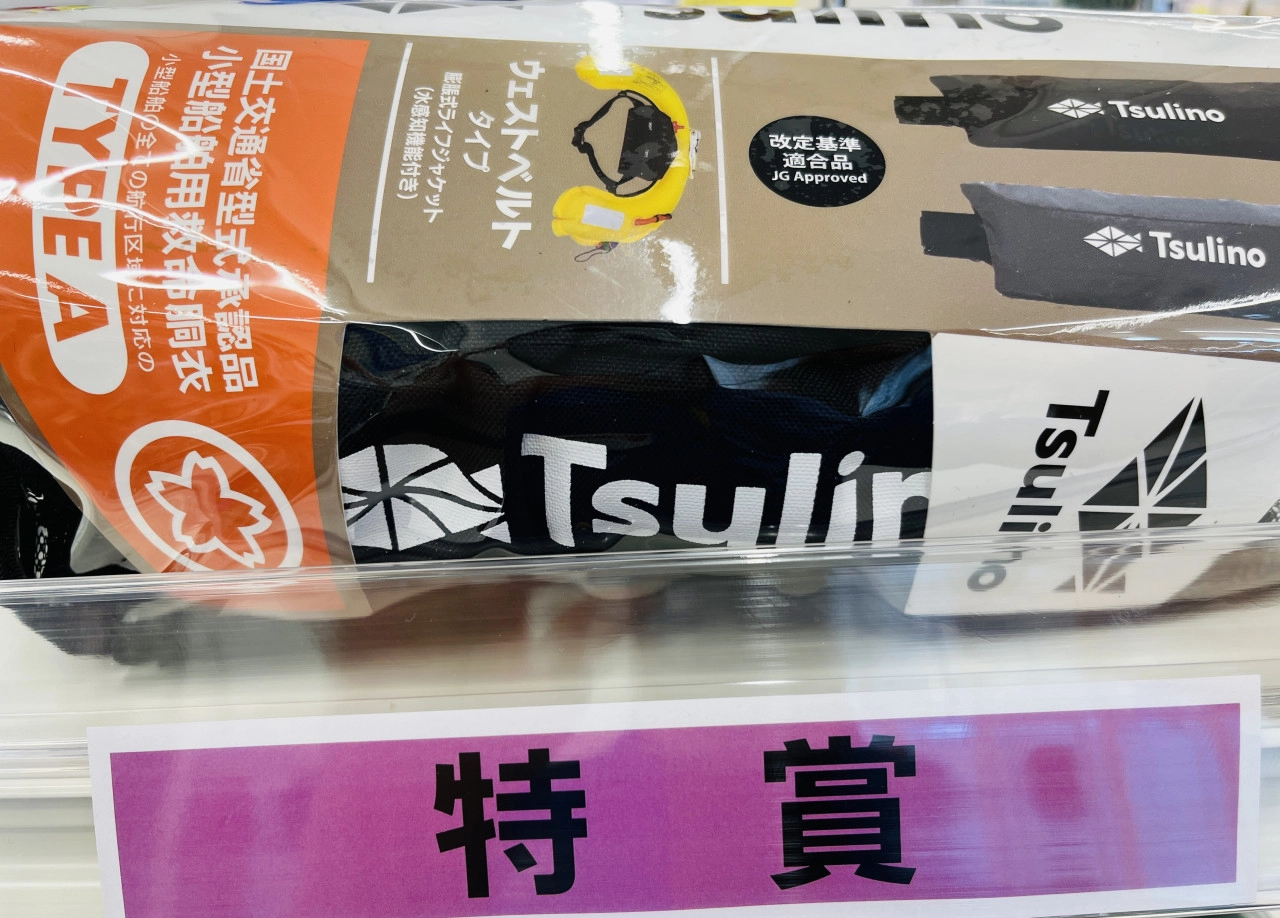 Tsulino
国土交通省型式承認品
小型船舶用救命胴衣
小型船舶の全ての航行区域に対応の
TYPE A
ウエストベルト
タイプ
膨脹式ライフジャケット
(水感知機能付き)
改定基準
適合品
JG Approved
Tsulino
Tsulino
Tsulin
Tsulino
特賞